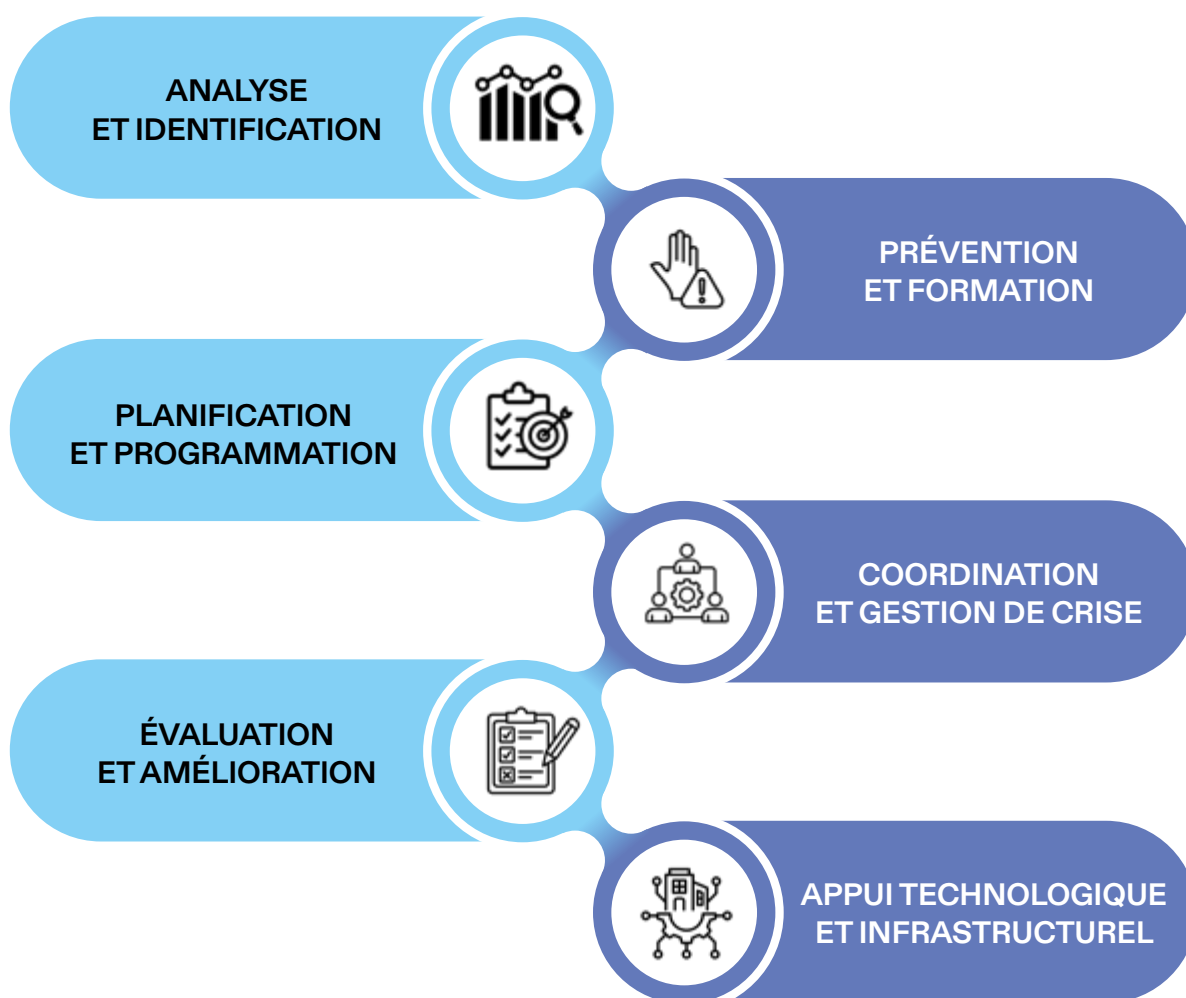 ANALYSE
ET IDENTIFICATION
PRÉVENTION
ET FORMATION
PLANIFICATION
ET PROGRAMMATION
COORDINATION
ET GESTION DE CRISE
ÉVALUATION
ET AMÉLIORATION
APPUI TECHNOLOGIQUE
ET INFRASTRUCTUREL